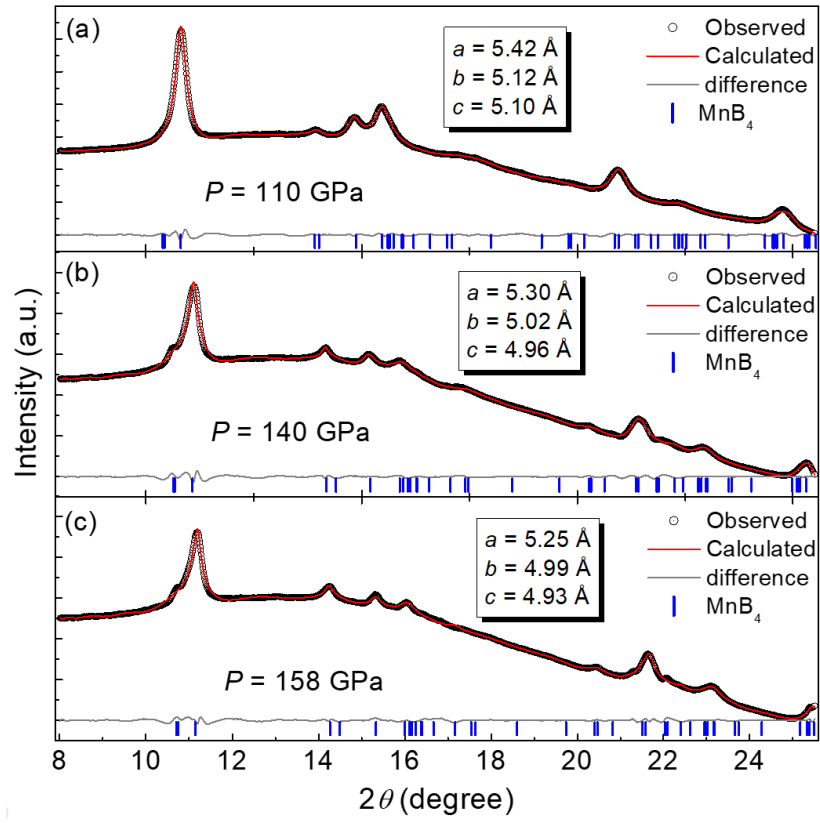 (a)
a = 5.42 Å
b = 5.12 Å
c = 5.10 Å
Observed
Calculated
difference
MnB₄
P = 110 GPa
(b)
a = 5.30 Å
b = 5.02 Å
c = 4.96 Å
Observed
Calculated
difference
MnB₄
P = 140 GPa
(c)
a = 5.25 Å
b = 4.99 Å
c = 4.93 Å
Observed
Calculated
difference
MnB₄
P = 158 GPa
Intensity (a.u.)
8 10 12 14 16 18 20 22 24
2θ (degree)